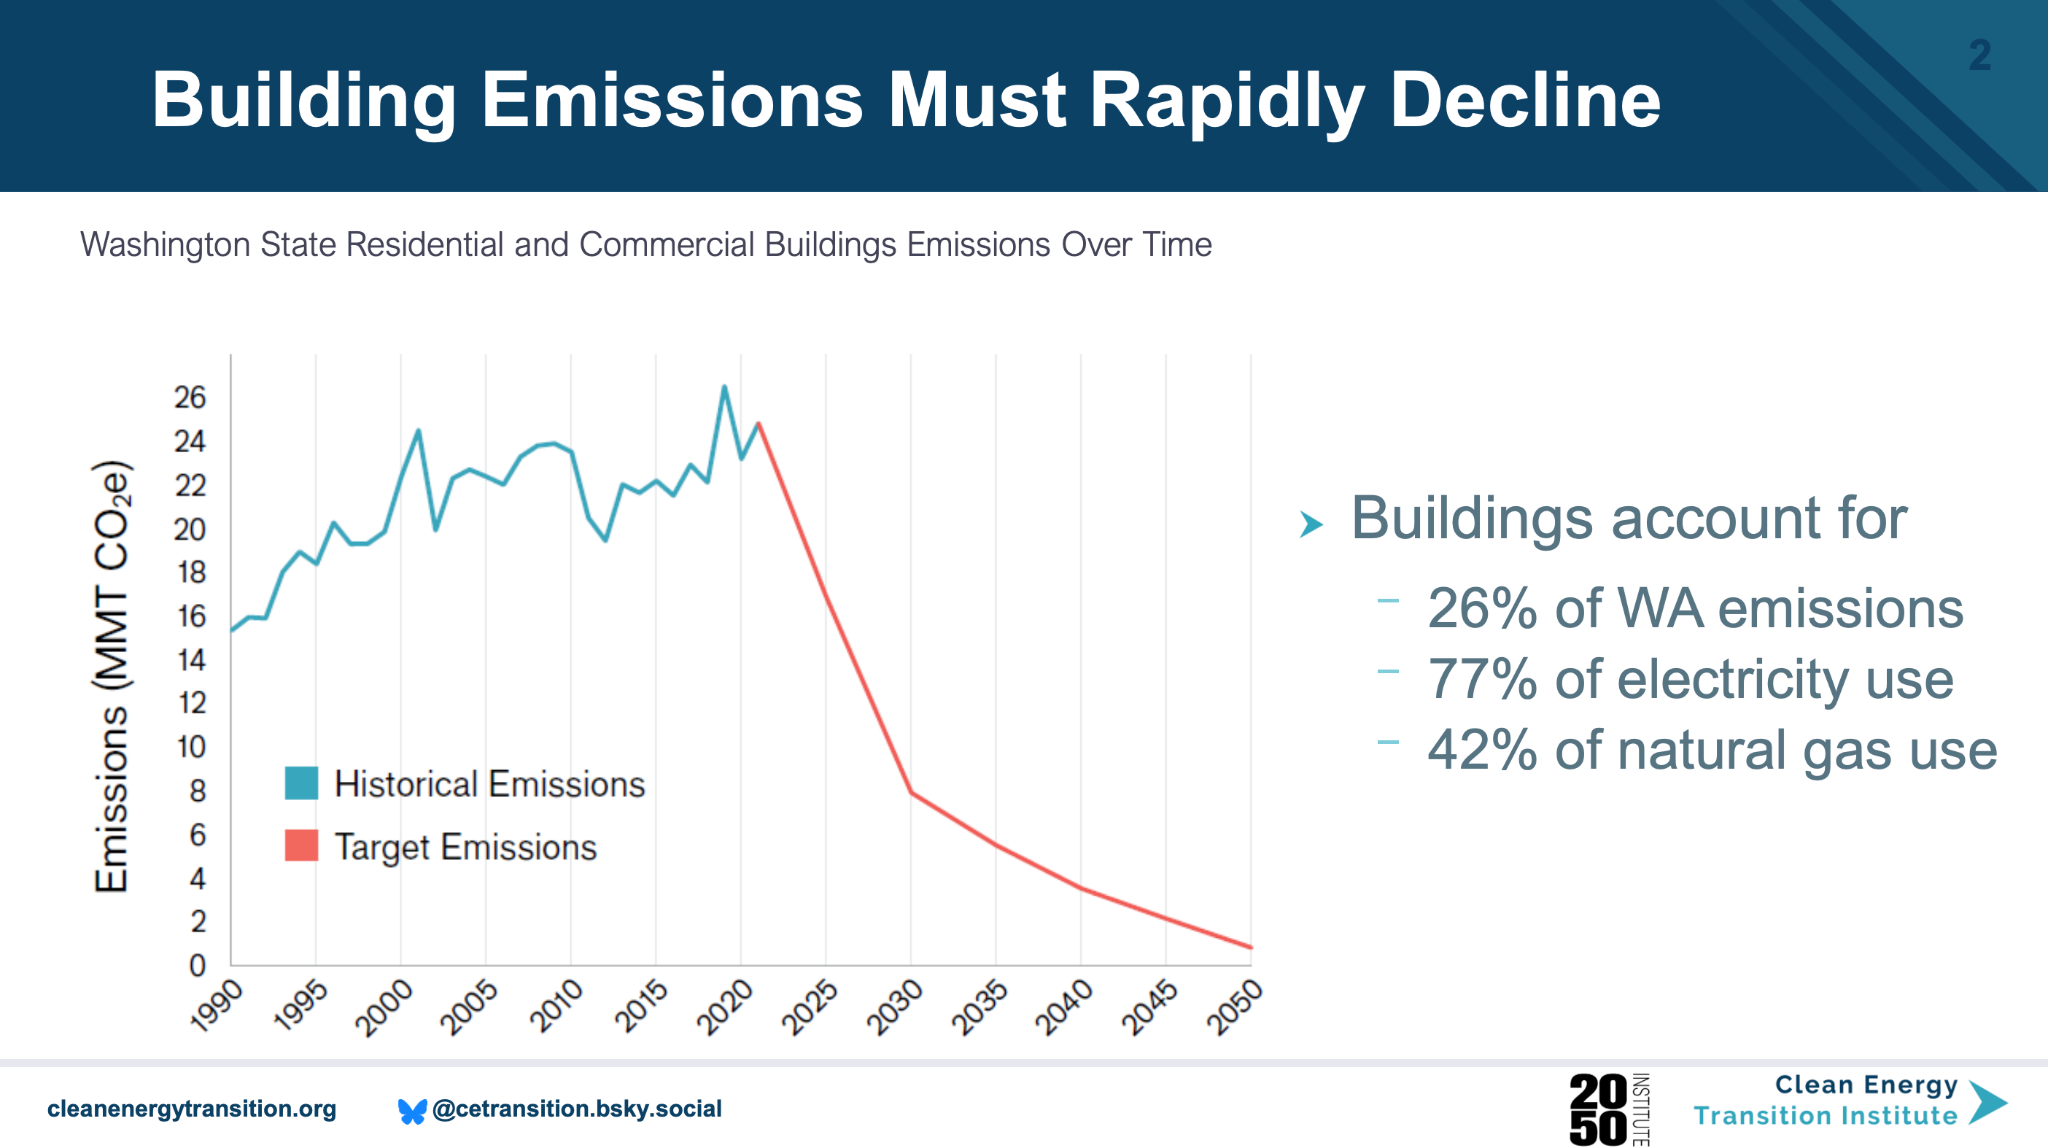 2
Building Emissions Must Rapidly Decline
Washington State Residential and Commercial Buildings Emissions Over Time
Emissions (MMT CO₂e)
26
24
22
20
18
16
14
12
10
8
6
4
2
0
Historical Emissions
Target Emissions
1990 1995 2000 2005 2010 2015 2020 2025 2030 2035 2040 2045 2050
➤ Buildings account for
− 26% of WA emissions
− 77% of electricity use
− 42% of natural gas use
cleanenergytransition.org
@cetransition.bsky.social
2050 INSTITUTE
Clean Energy
Transition Institute